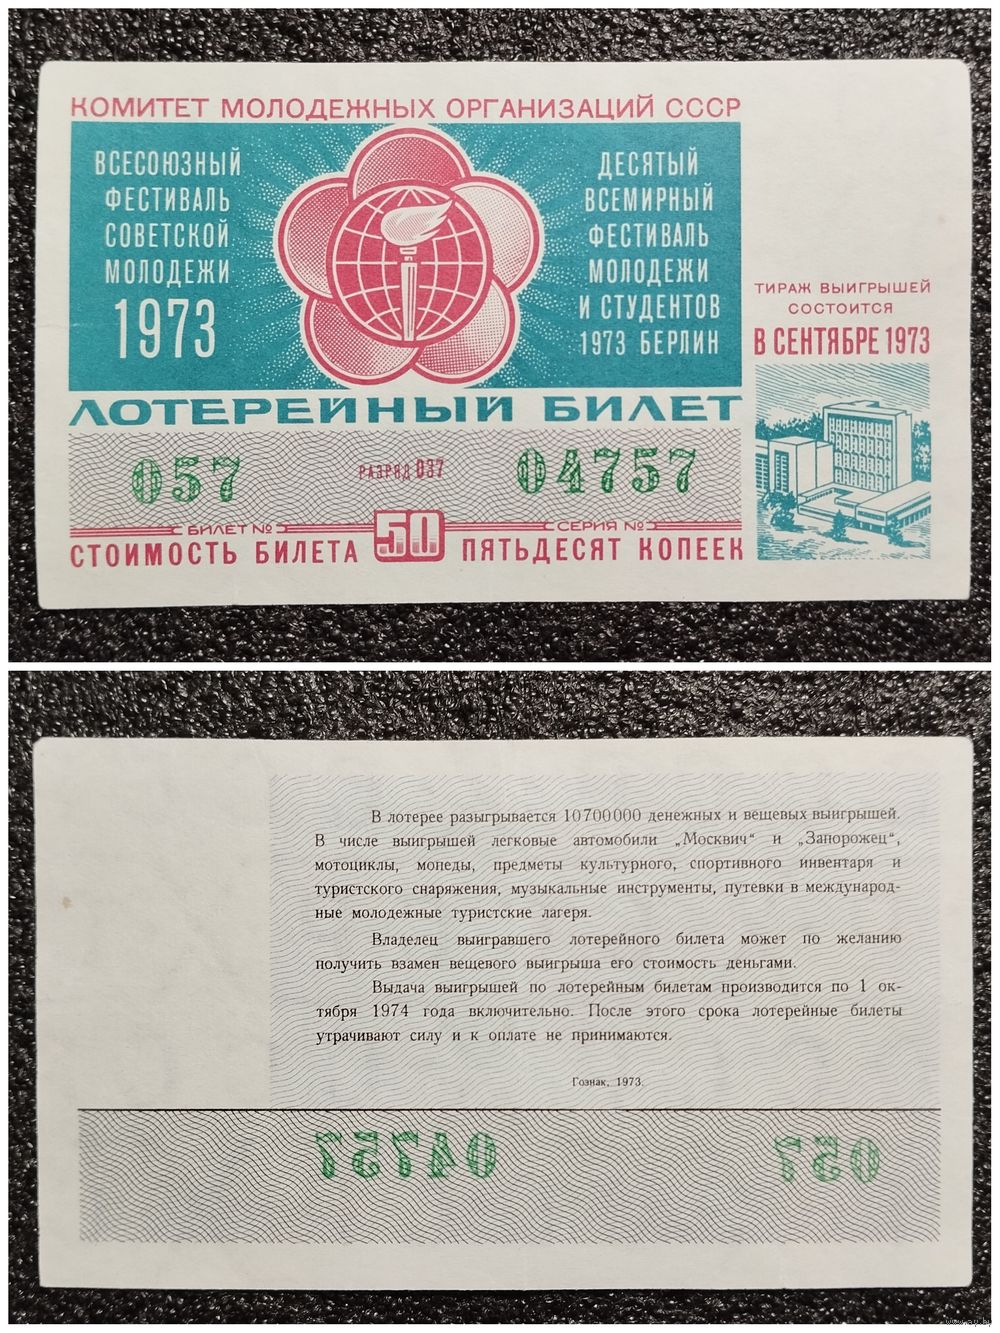 КОМИТЕТ МОЛОДЕЖНЫХ ОРГАНИЗАЦИЙ СССР
ВСЕСОЮЗНЫЙ
ФЕСТИВАЛЬ
СОВЕТСКОЙ
МОЛОДЕЖИ
1973
ДЕСЯТЫЙ
ВСЕМИРНЫЙ
ФЕСТИВАЛЬ
МОЛОДЕЖИ
И СТУДЕНТОВ
1973 БЕРЛИН
ТИРАЖ ВЫИГРЫШЕЙ
СОСТОИТСЯ
В СЕНТЯБРЕ 1973
ЛОТЕРЕЙНЫЙ БИЛЕТ
057 РАЗРЯД 037 04757
БИЛЕТ № СЕРИЯ №
СТОИМОСТЬ БИЛЕТА 50 ПЯТЬДЕСЯТ КОПЕЕК
В лотерее разыгрывается 10700000 денежных и вещевых выигрышей.
В числе выигрышей легковые автомобили „Москвич“ и „Запорожец“,
мотоциклы, мопеды, предметы культурного, спортивного инвентаря и
туристского снаряжения, музыкальные инструменты, путевки в международ-
ные молодежные туристские лагеря.
Владелец выигравшего лотерейного билета может по желанию
получить взамен вещевого выигрыша его стоимость деньгами.
Выдача выигрышей по лотерейным билетам производится по 1 ок-
тября 1974 года включительно. После этого срока лотерейные билеты
утрачивают силу и к оплате не принимаются.
Гознак. 1973.
04757 057
www.ay.by